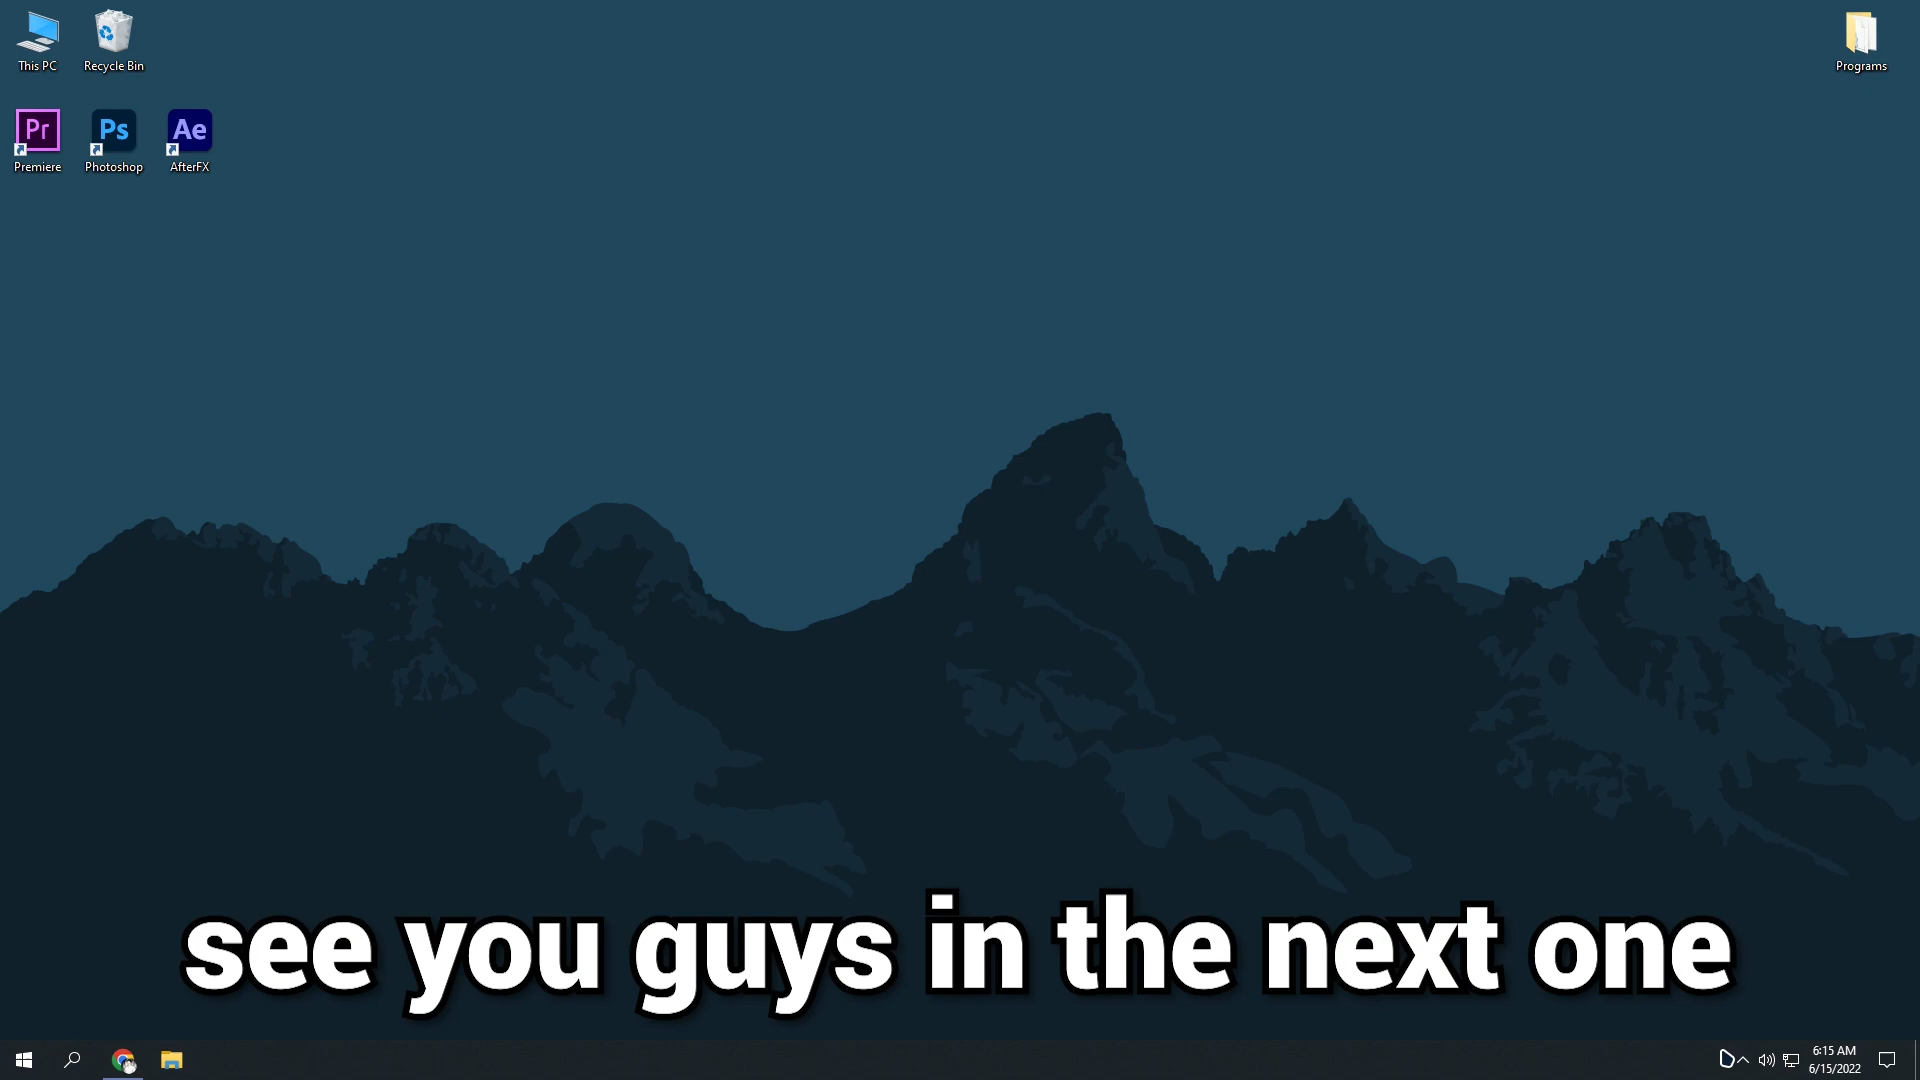 This PC
Recycle Bin
Programs
Pr
Ps
Ae
Premiere
Photoshop
AfterFX
see you guys in the next one
6:15 AM
6/15/2022